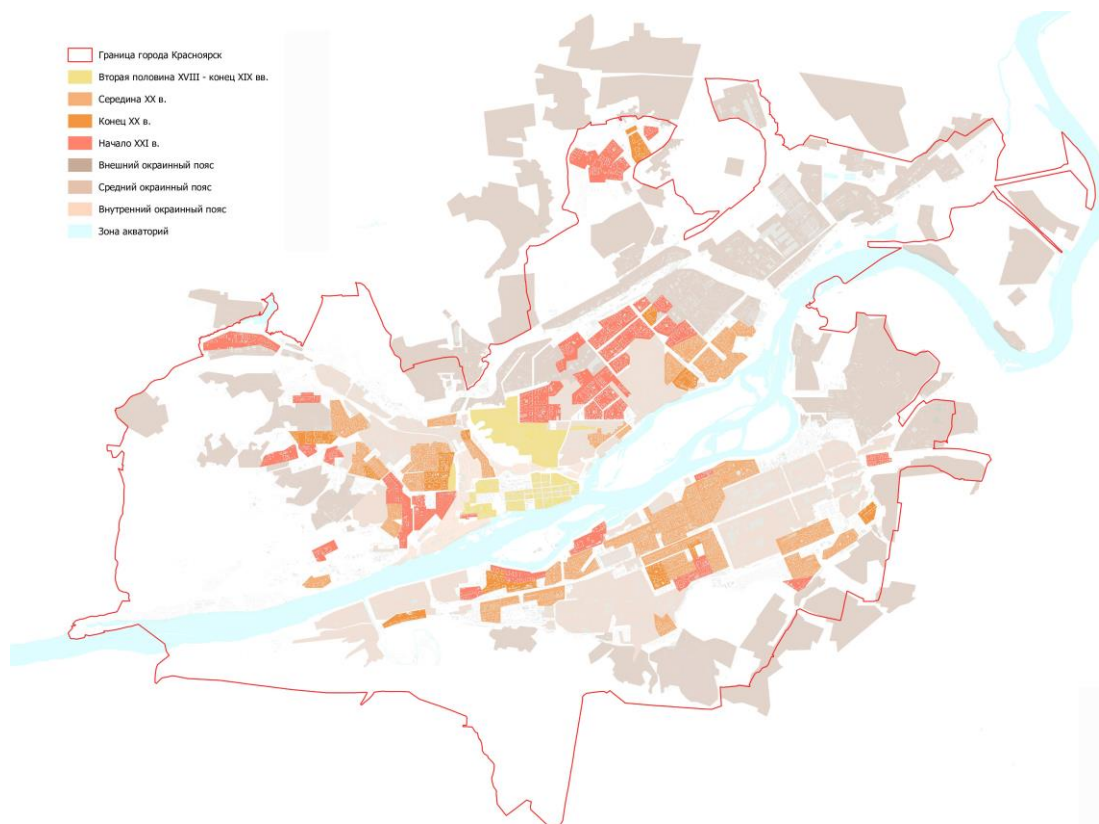 Граница города Красноярск
Вторая половина XVIII - конец XIX вв.
Середина XX в.
Конец XX в.
Начало XXI в.
Внешний окраинный пояс
Средний окраинный пояс
Внутренний окраинный пояс
Зона акваторий